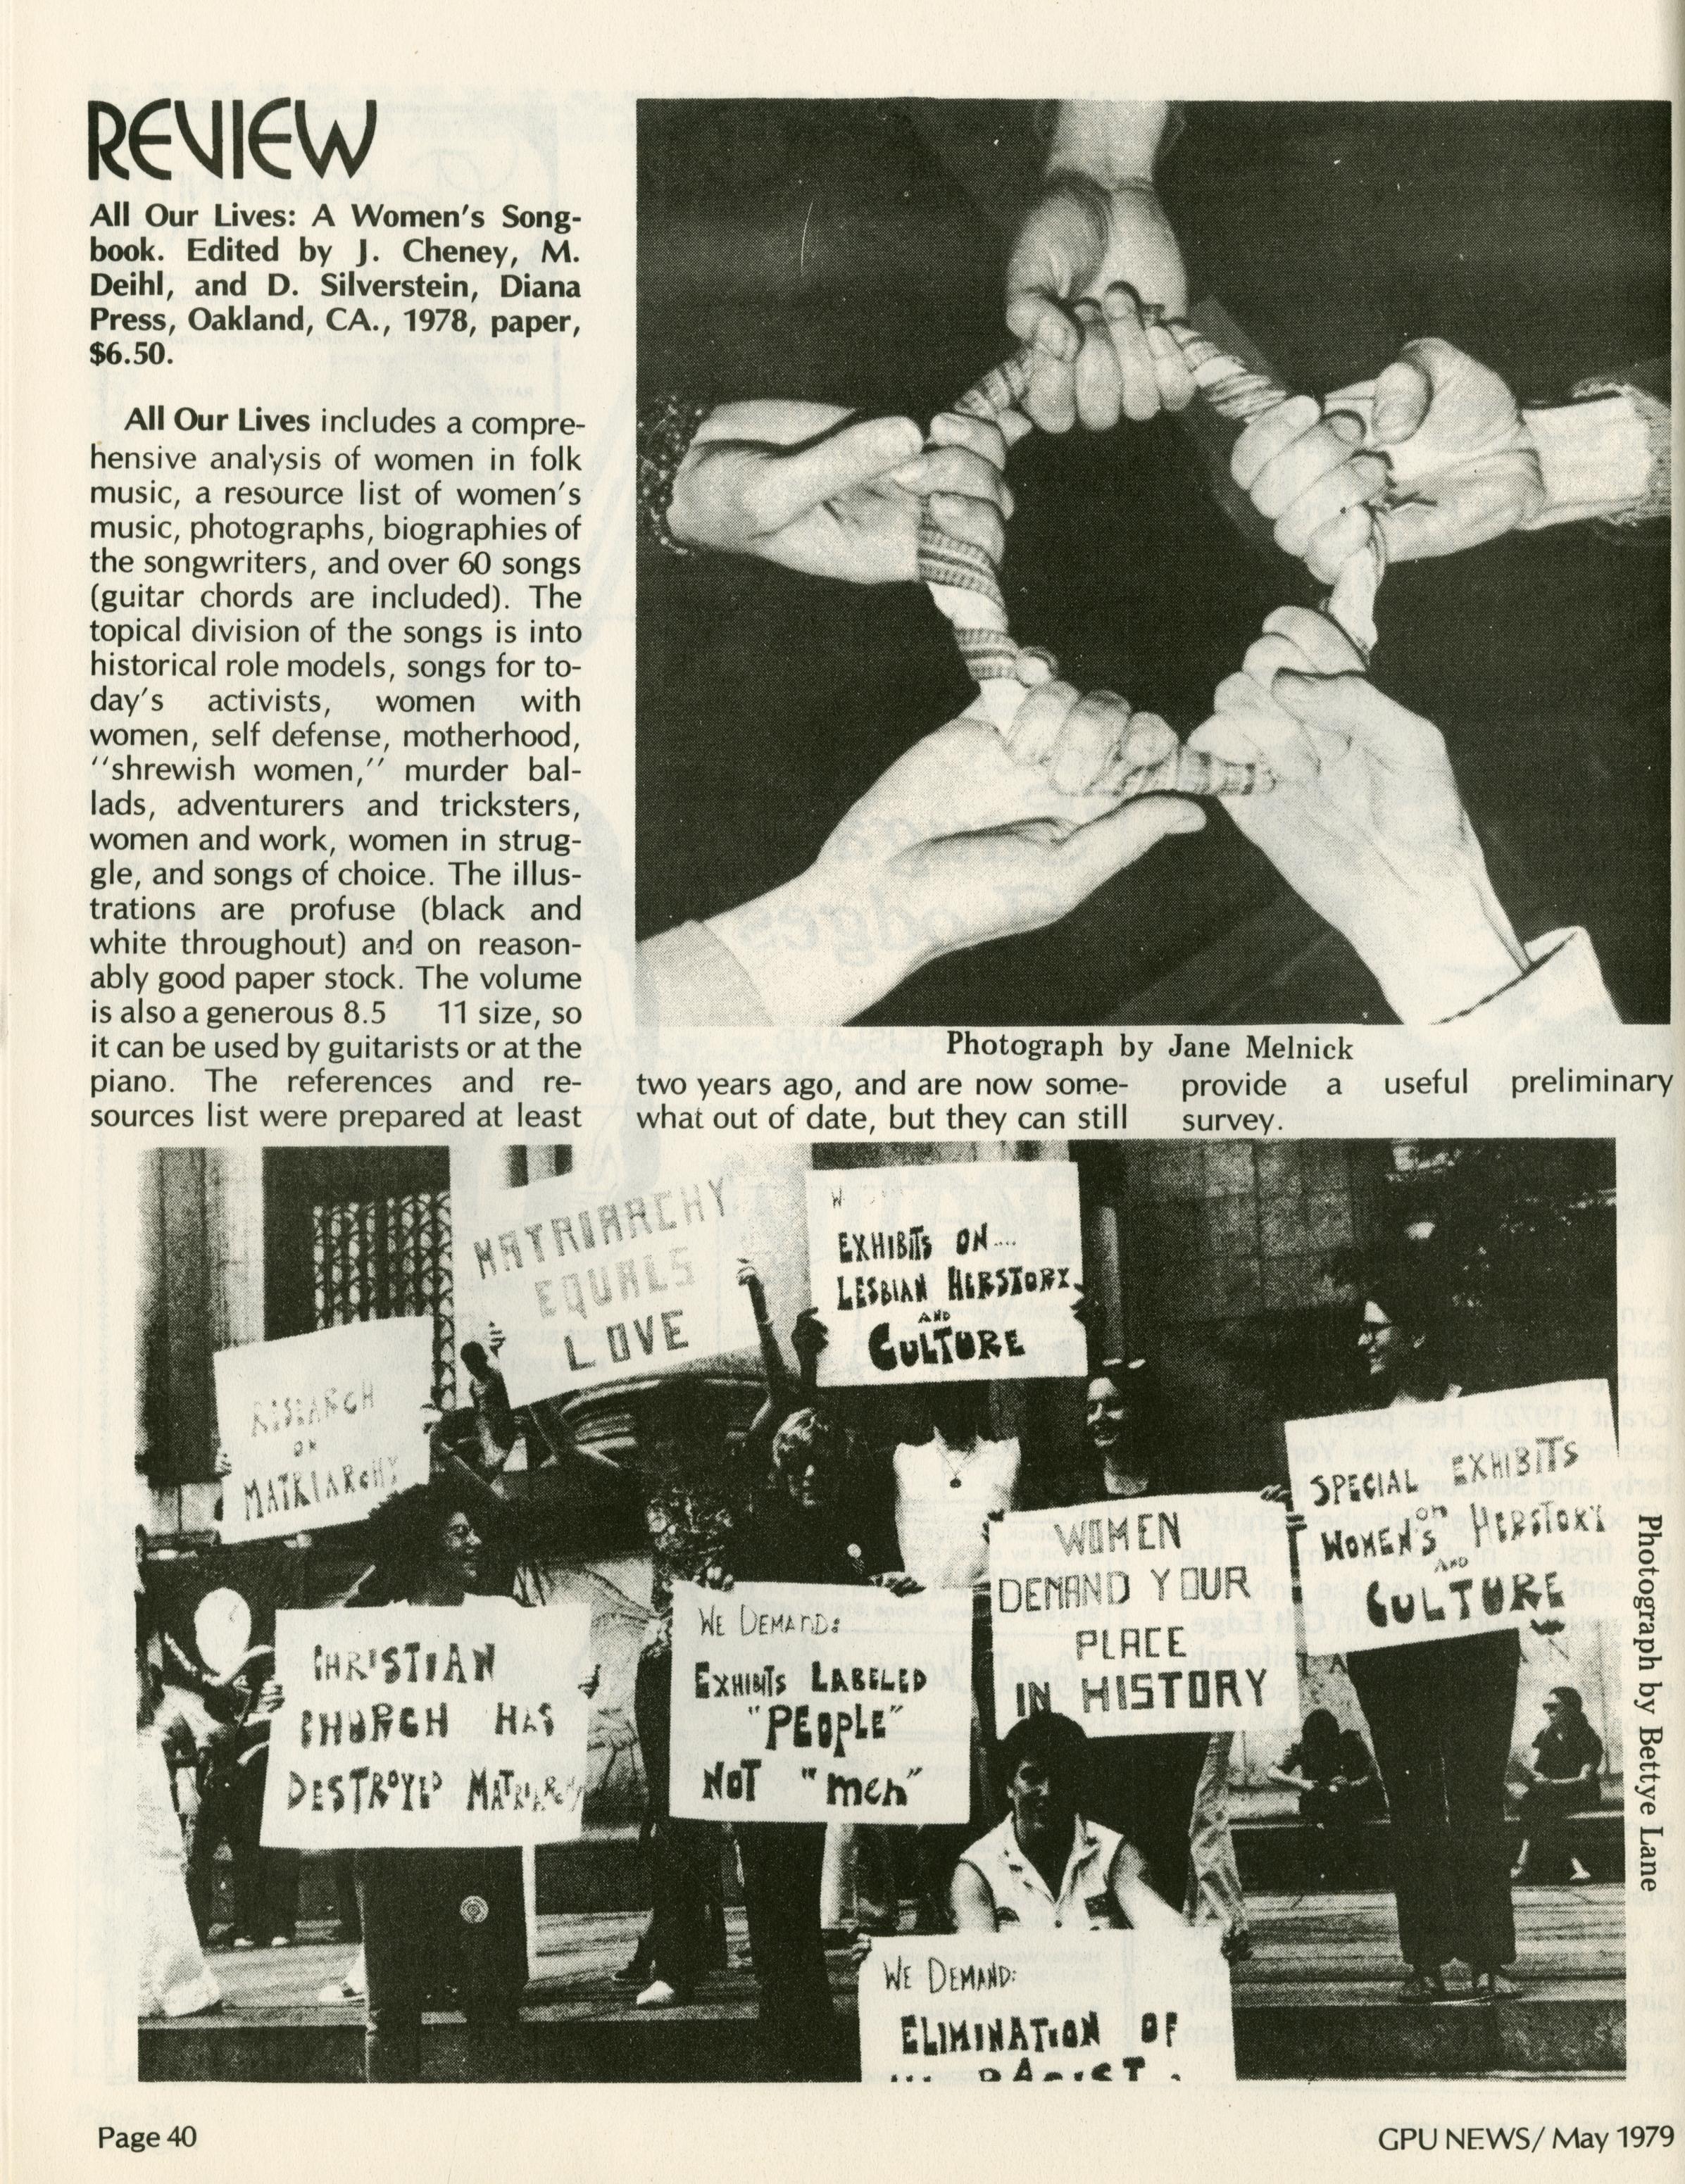 REVIEW
All Our Lives: A Women's Song-
book. Edited by J. Cheney, M.
Deihl, and D. Silverstein, Diana
Press, Oakland, CA., 1978, paper,
$6.50.
All Our Lives includes a compre-
hensive analysis of women in folk
music, a resource list of women's
music, photographs, biographies of
the songwriters, and over 60 songs
(guitar chords are included). The
topical division of the songs is into
historical role models, songs for to-
day's activists, women with
women, self defense, motherhood,
"shrewish women," murder bal-
lads, adventurers and tricksters,
women and work, women in strug-
gle, and songs of choice. The illus-
trations are profuse (black and
white throughout) and on reason-
ably good paper stock. The volume
is also a generous 8.5 11 size, so
it can be used by guitarists or at the
piano. The references and re-
sources list were prepared at least
Photograph by Jane Melnick
two years ago, and are now some-
what out of date, but they can still
provide a useful preliminary
survey.
MATRIARCHY
EQUALS
LOVE
W
EXHIBITS ON....
LESBIAN HERSTORY
AND
CULTURE
RESEARCH
ON
MATRIARCHY
SPECIAL EXHIBITS
on
WOMEN'S HERSTORY
AND
CULTURE
WOMEN
DEMAND YOUR
PLACE
IN HISTORY
WE DEMAND:
EXHIBITS LABELED
"PEOPLE"
NOT "men"
CHRISTIAN
CHURCH HAS
DESTROYED MATRIARCHY
WE DEMAND:
ELIMINATION OF
RACIST
Photograph by Bettye Lane
Page 40
GPU NEWS/ May 1979